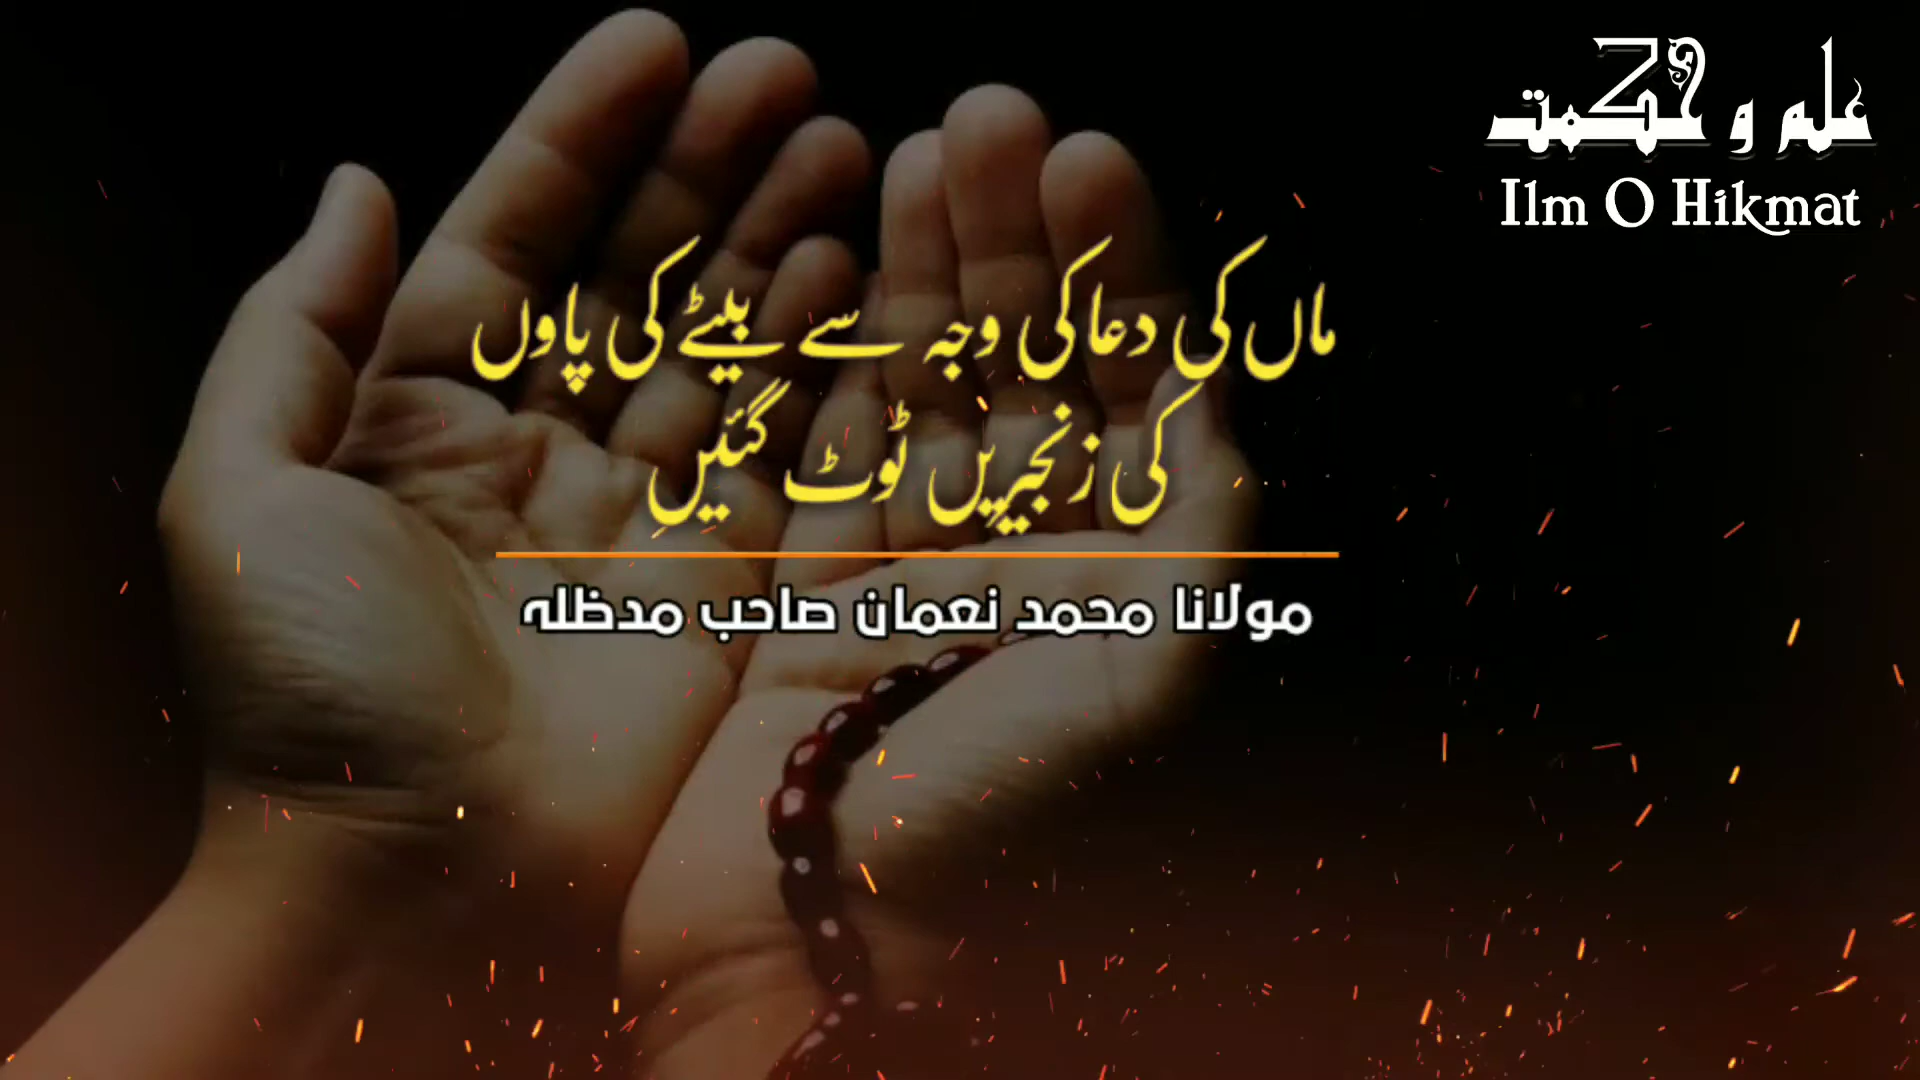 علم و حکمت
Ilm O Hikmat
ماں کی دعا کی وجہ سے بیٹے کی پاوں
کی زنجیریں ٹوٹ گئیںِ
مولانا محمد نعمان صاحب مدظلہ